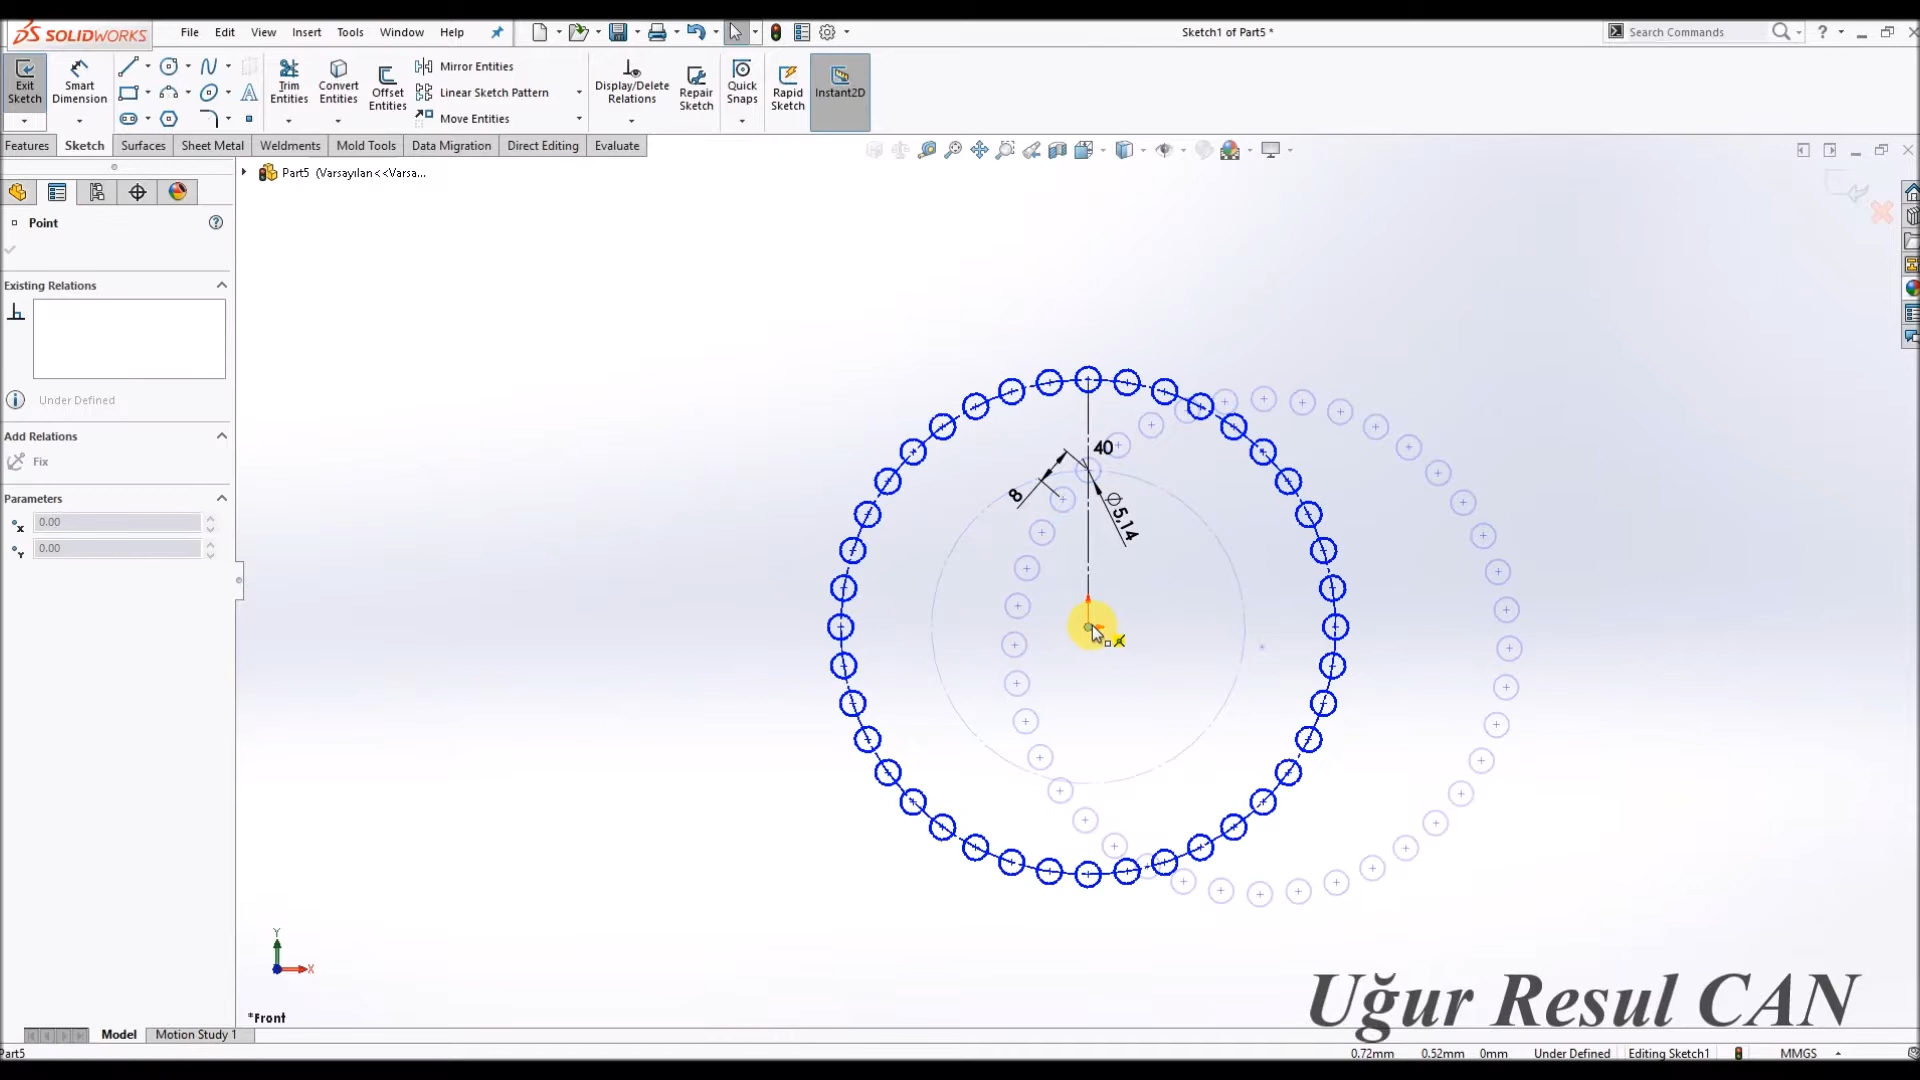 SOLIDWORKS
File Edit View Insert Tools Window Help
Sketch1 of Part5 *
Search Commands
Exit Sketch
Smart Dimension
Trim Entities
Convert Entities
Offset Entities
Mirror Entities
Linear Sketch Pattern
Move Entities
Display/Delete Relations
Repair Sketch
Quick Snaps
Rapid Sketch
Instant2D
Features Sketch Surfaces Sheet Metal Weldments Mold Tools Data Migration Direct Editing Evaluate
Part5 (Varsayılan<<Varsa...
Point
Existing Relations
Under Defined
Add Relations
Fix
Parameters
0.00
0.00
40
8
Ø5,14
Y
X
*Front
Uğur Resul CAN
Model Motion Study 1
Part5
0.72mm 0.52mm 0mm Under Defined Editing Sketch1 MMGS